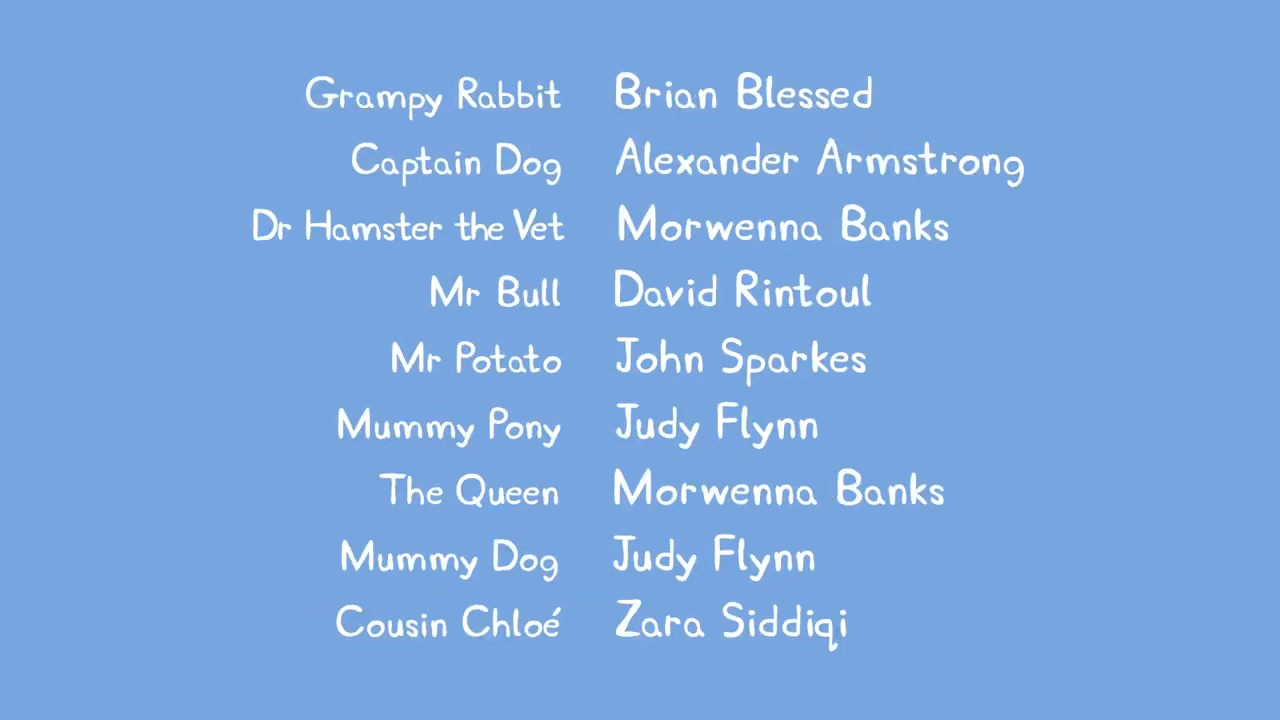 Grampy Rabbit Brian Blessed
Captain Dog Alexander Armstrong
Dr Hamster the Vet Morwenna Banks
Mr Bull David Rintoul
Mr Potato John Sparkes
Mummy Pony Judy Flynn
The Queen Morwenna Banks
Mummy Dog Judy Flynn
Cousin Chloé Zara Siddiqi